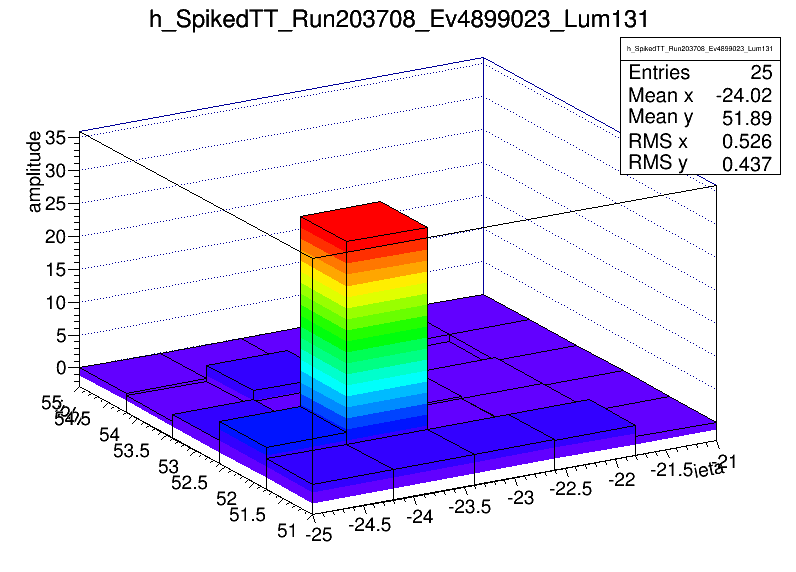 h_SpikedTT_Run203708_Ev4899023_Lum131
h_SpikedTT_Run203708_Ev4899023_Lum131
Entries 25
Mean x -24.02
Mean y 51.89
RMS x 0.526
RMS y 0.437
amplitude
35
30
25
20
15
10
5
0
55
54.5
54
53.5
53
52.5
52
51.5
51
-25
-24.5
-24
-23.5
-23
-22.5
-22
-21.5
-21
ieta